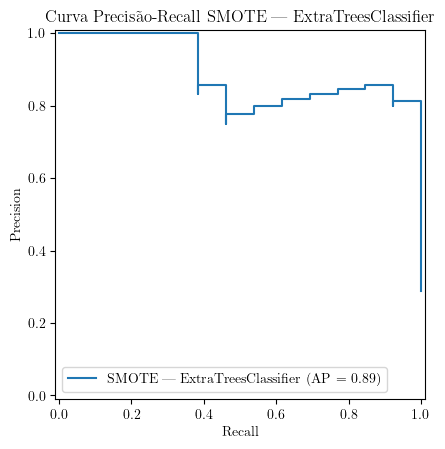 Curva Precisão-Recall SMOTE — ExtraTreesClassifier
1.0
0.8
0.6
0.4
0.2
0.0
Precision
SMOTE — ExtraTreesClassifier (AP = 0.89)
0.0 0.2 0.4 0.6 0.8 1.0
Recall